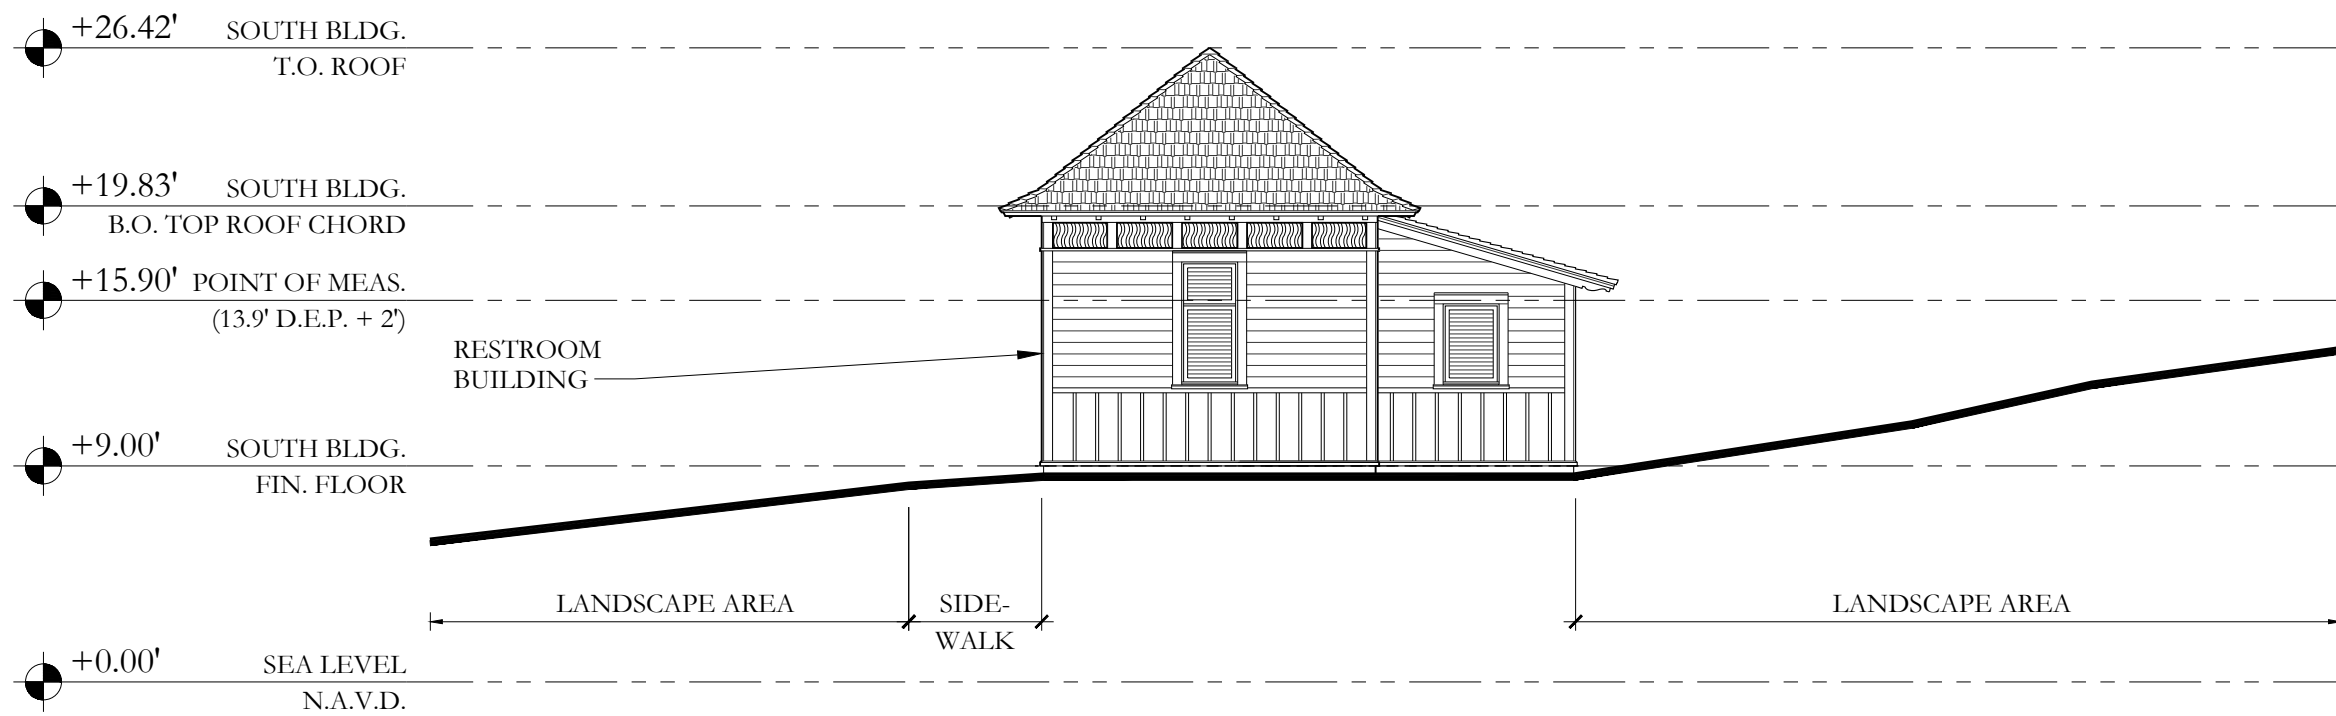 +26.42' SOUTH BLDG.
T.O. ROOF
+19.83' SOUTH BLDG.
B.O. TOP ROOF CHORD
+15.90' POINT OF MEAS.
(13.9' D.E.P. + 2')
RESTROOM
BUILDING
+9.00' SOUTH BLDG.
FIN. FLOOR
LANDSCAPE AREA
SIDE-
WALK
LANDSCAPE AREA
+0.00' SEA LEVEL
N.A.V.D.